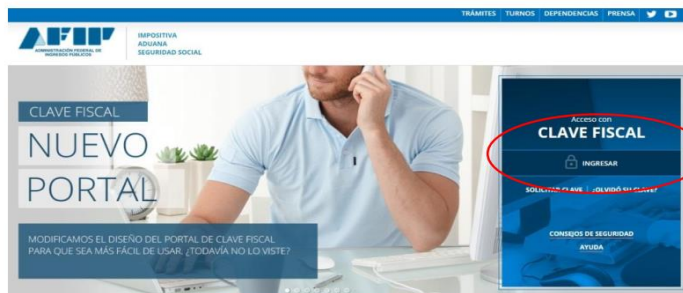 TRÁMITES TURNOS DEPENDENCIAS PRENSA
AFIP
ADMINISTRACIÓN FEDERAL DE
INGRESOS PÚBLICOS
IMPOSITIVA
ADUANA
SEGURIDAD SOCIAL
CLAVE FISCAL
NUEVO
PORTAL
MODIFICAMOS EL DISEÑO DEL PORTAL DE CLAVE FISCAL
PARA QUE SEA MÁS FÁCIL DE USAR. ¿TODAVÍA NO LO VISTE?
Acceso con
CLAVE FISCAL
INGRESAR
SOLICITAR CLAVE | ¿OLVIDÓ SU CLAVE?
CONSEJOS DE SEGURIDAD
AYUDA